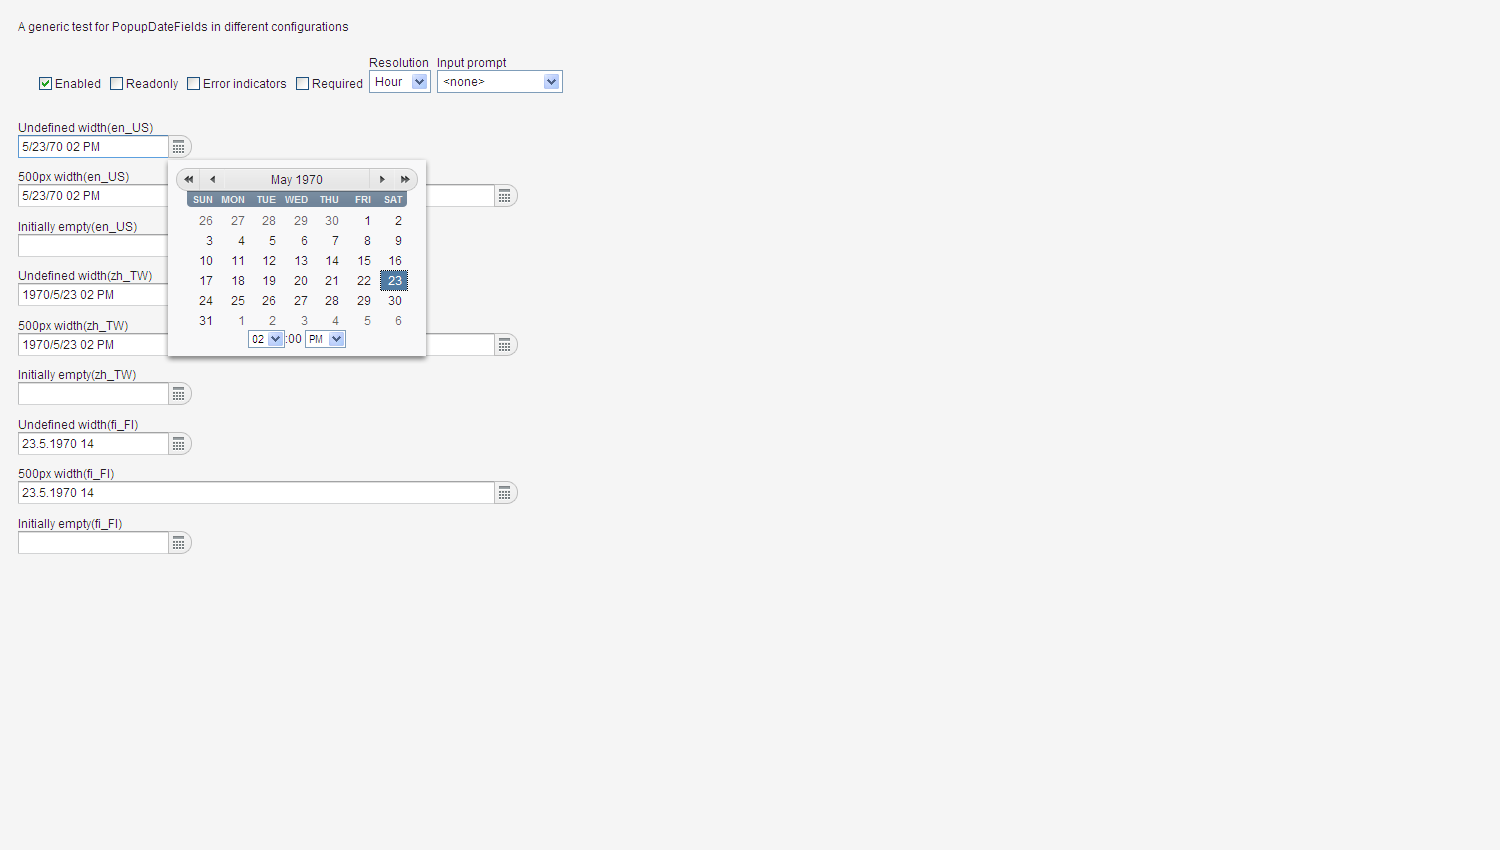 A generic test for PopupDateFields in different configurations
Resolution Input prompt
Enabled Readonly Error indicators Required Hour <none>
Undefined width(en_US)
5/23/70 02 PM
500px width(en_US)
5/23/70 02 PM
Initially empty(en_US)
Undefined width(zh_TW)
1970/5/23 02 PM
500px width(zh_TW)
1970/5/23 02 PM
May 1970
SUN MON TUE WED THU FRI SAT
26 27 28 29 30 1 2
3 4 5 6 7 8 9
10 11 12 13 14 15 16
17 18 19 20 21 22 23
24 25 26 27 28 29 30
31 1 2 3 4 5 6
02 :00 PM
Initially empty(zh_TW)
Undefined width(fi_FI)
23.5.1970 14
500px width(fi_FI)
23.5.1970 14
Initially empty(fi_FI)